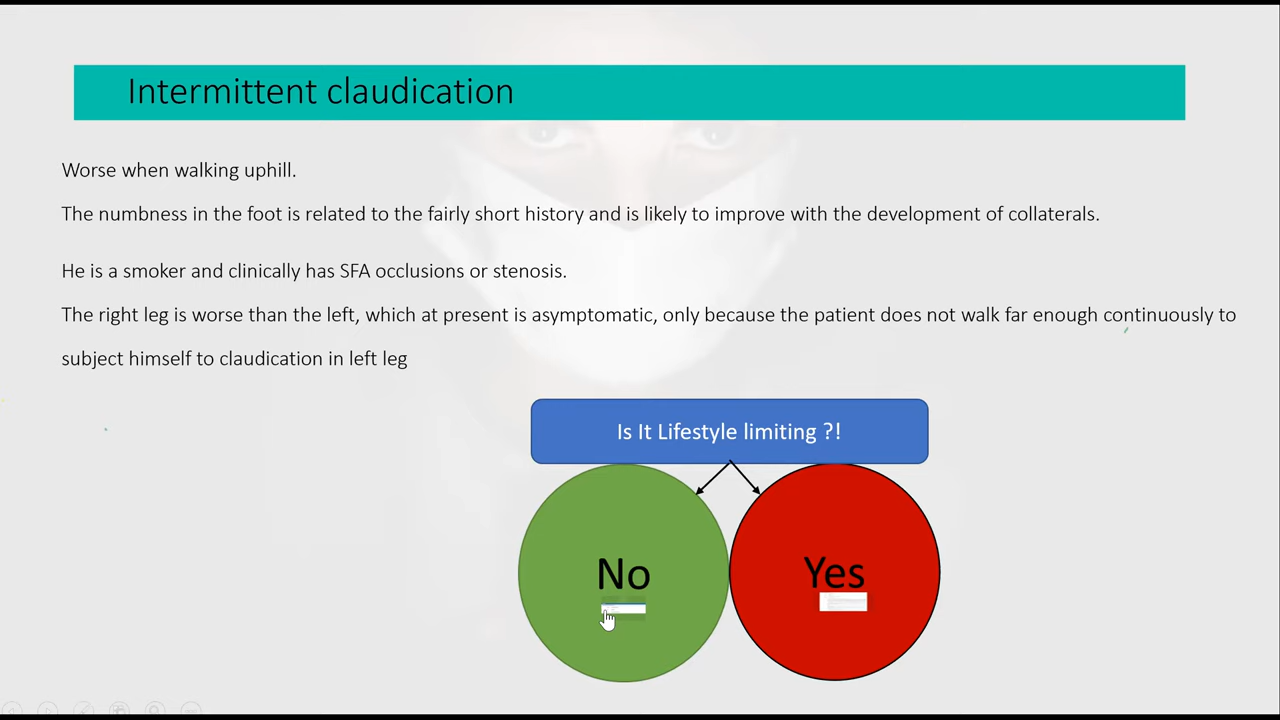 Intermittent claudication
Worse when walking uphill.
The numbness in the foot is related to the fairly short history and is likely to improve with the development of collaterals.
He is a smoker and clinically has SFA occlusions or stenosis.
The right leg is worse than the left, which at present is asymptomatic, only because the patient does not walk far enough continuously to
subject himself to claudication in left leg
Is It Lifestyle limiting ?!
No
Yes